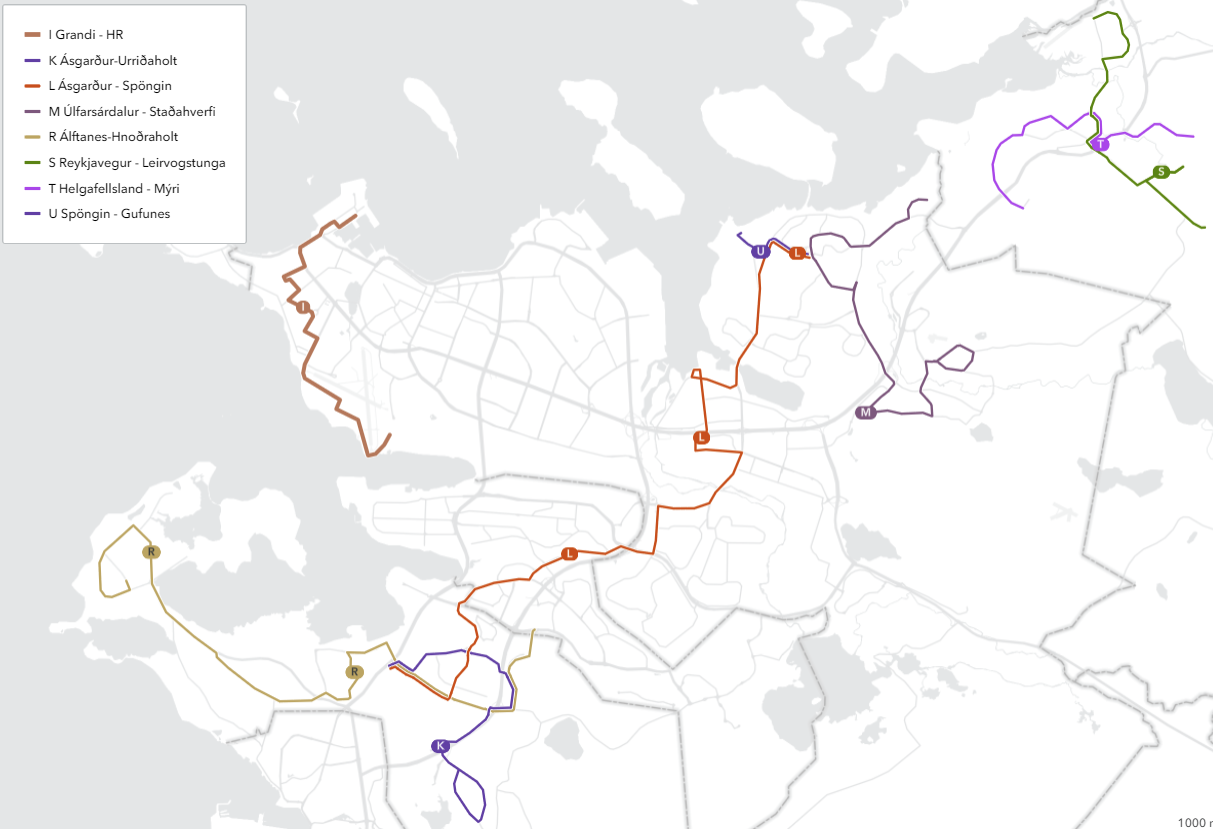 I Grandi - HR
K Ásgarður-Urriðaholt
L Ásgarður - Spöngin
M Úlfarsárdalur - Staðahverfi
R Álftanes-Hnoðraholt
S Reykjavegur - Leirvogstunga
T Helgafellsland - Mýri
U Spöngin - Gufunes
T
S
U
L
I
M
L
R
L
R
K
1000 m